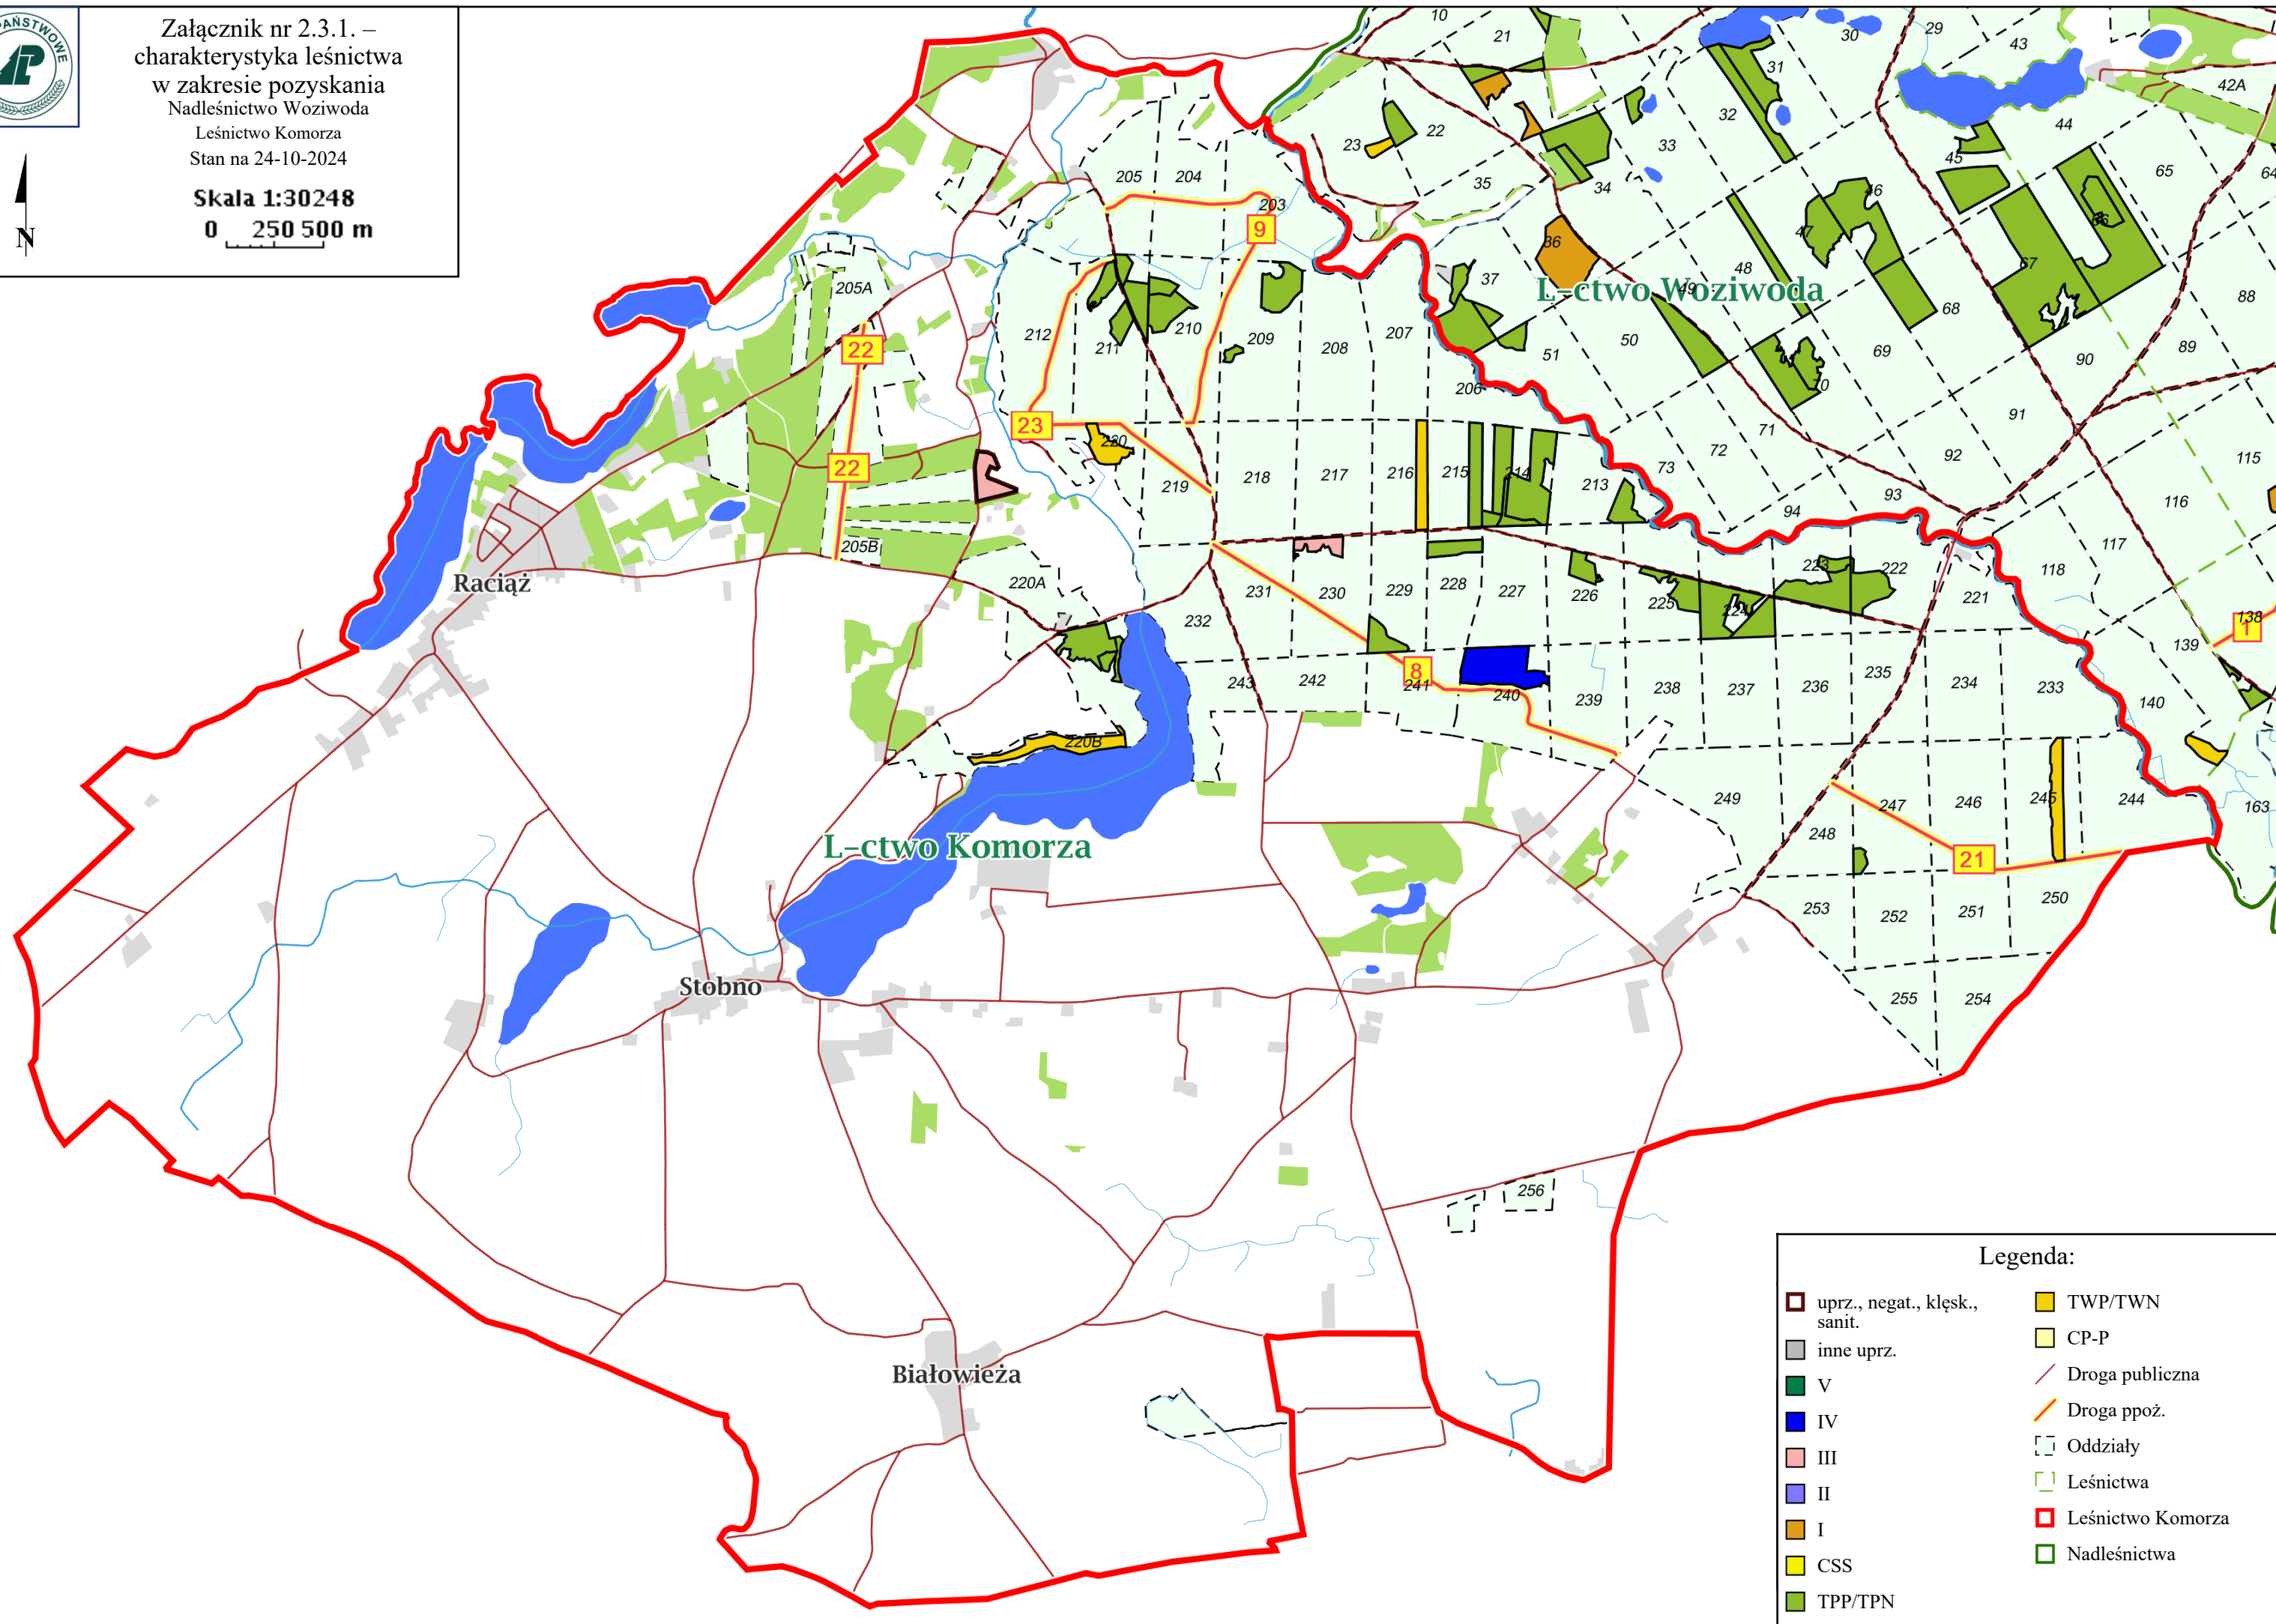 PAŃSTWOWE
Załącznik nr 2.3.1. –
charakterystyka leśnictwa
w zakresie pozyskania
Nadleśnictwo Woziwoda
Leśnictwo Komorza
Stan na 24-10-2024
Skala 1:30248
0 250 500 m
N
10
21
22
23
30
29
43
31
32
33
34
35
42A
44
45
65
64
46
66
36
37
47
48
49
67
68
88
L-ctwo Woziwoda
50
51
69
70
89
90
91
71
72
73
92
93
94
115
116
117
118
138
1
139
140
163
205
204
203
9
205A
22
212
211
210
209
208
207
206
23
220
22
219
218
217
216
215
214
213
205B
220A
Raciąż
232
231
230
229
228
227
226
225
224
223
222
221
243
242
8
241
240
239
238
237
236
235
234
233
220B
L-ctwo Komorza
249
248
247
246
245
244
21
253
252
251
250
255
254
Stobno
256
Białowieża
Legenda:
uprz., negat., klęsk.,
sanit.
inne uprz.
V
IV
III
II
I
CSS
TPP/TPN
TWP/TWN
CP-P
Droga publiczna
Droga ppoż.
Oddziały
Leśnictwa
Leśnictwo Komorza
Nadleśnictwa